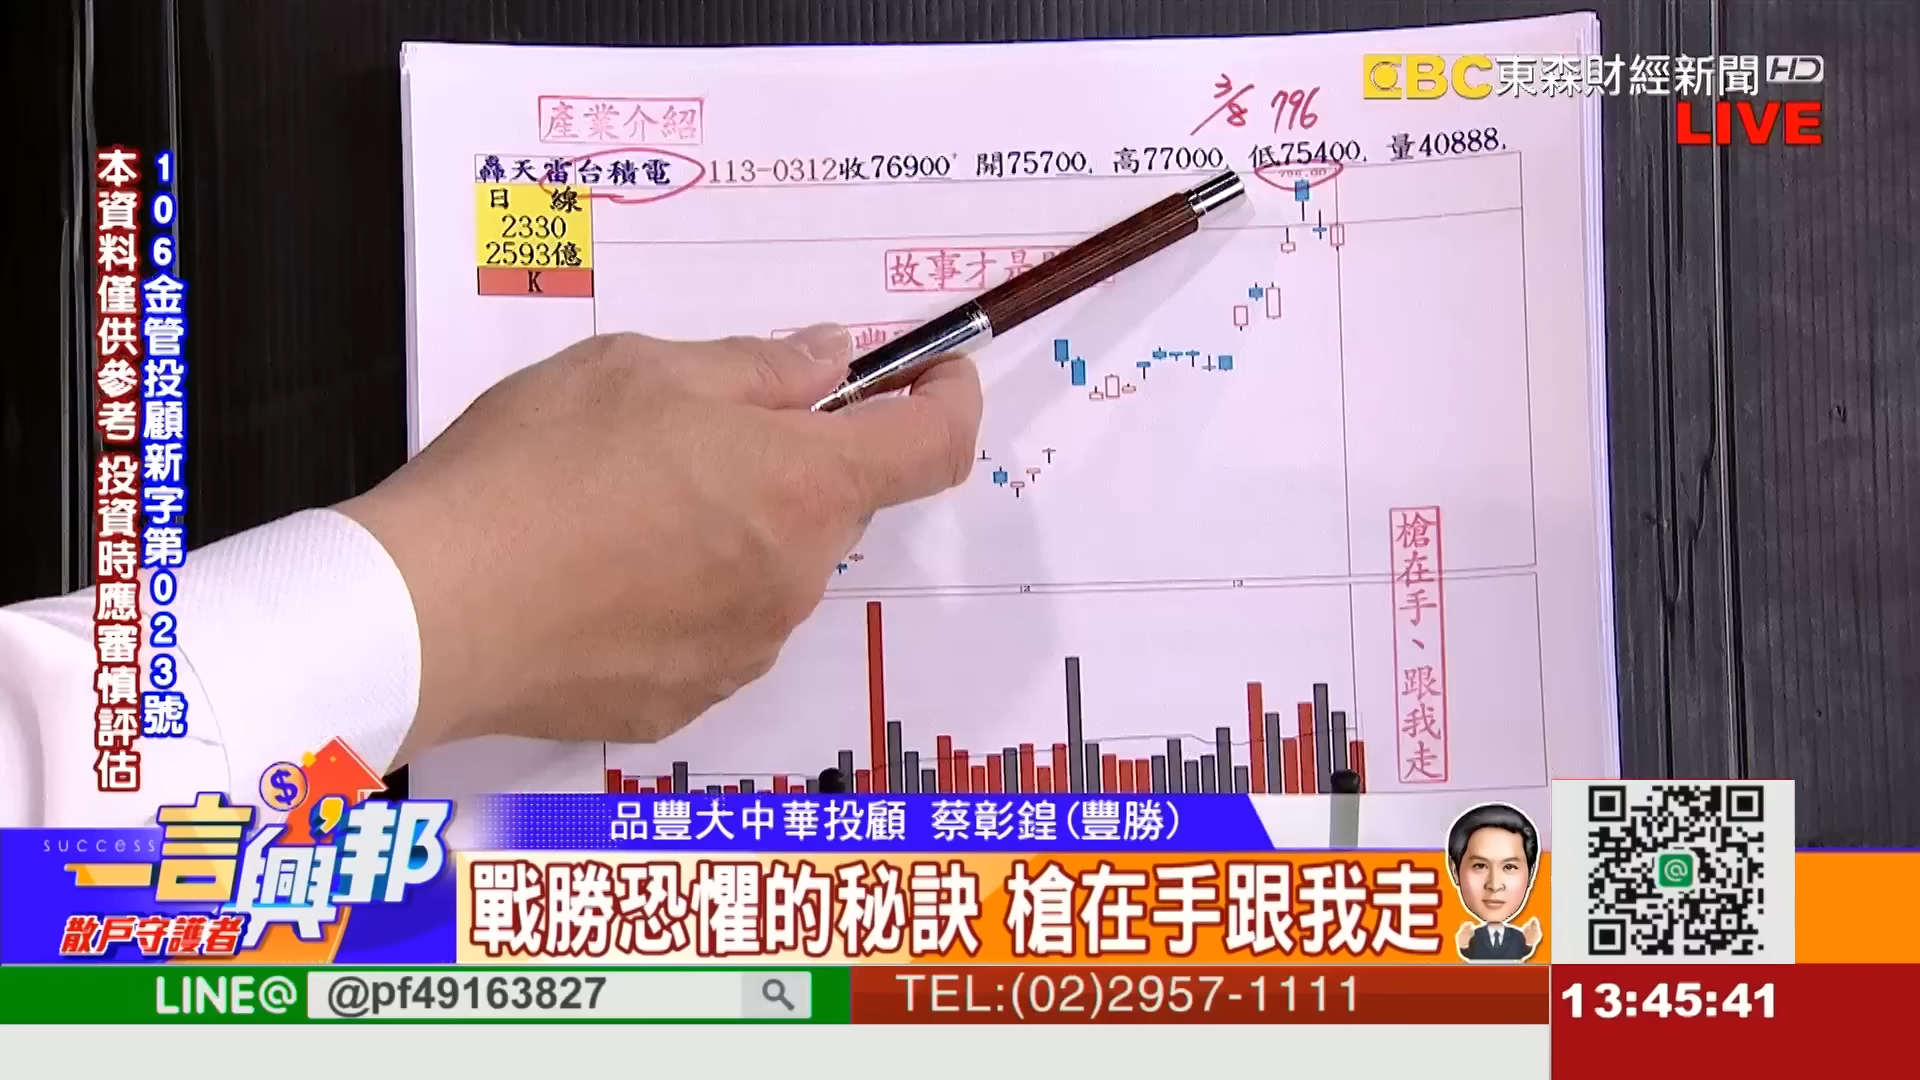 EBC東森財經新聞HD
LIVE
產業介紹
3/8 796
轟天雷台積電 113-0312收76900 開75700. 高77000. 低75400. 量40888.
日 線
2330
2593億
K
故事才是
槍在手、跟我走
12
13
106金管投顧新字第023號
本資料僅供參考 投資時應審慎評估
success
一言興邦
散戶守護者
品豐大中華投顧 蔡彰鍠(豐勝)
戰勝恐懼的秘訣 槍在手跟我走
LINE@ @pf49163827
TEL:(02)2957-1111
13:45:41